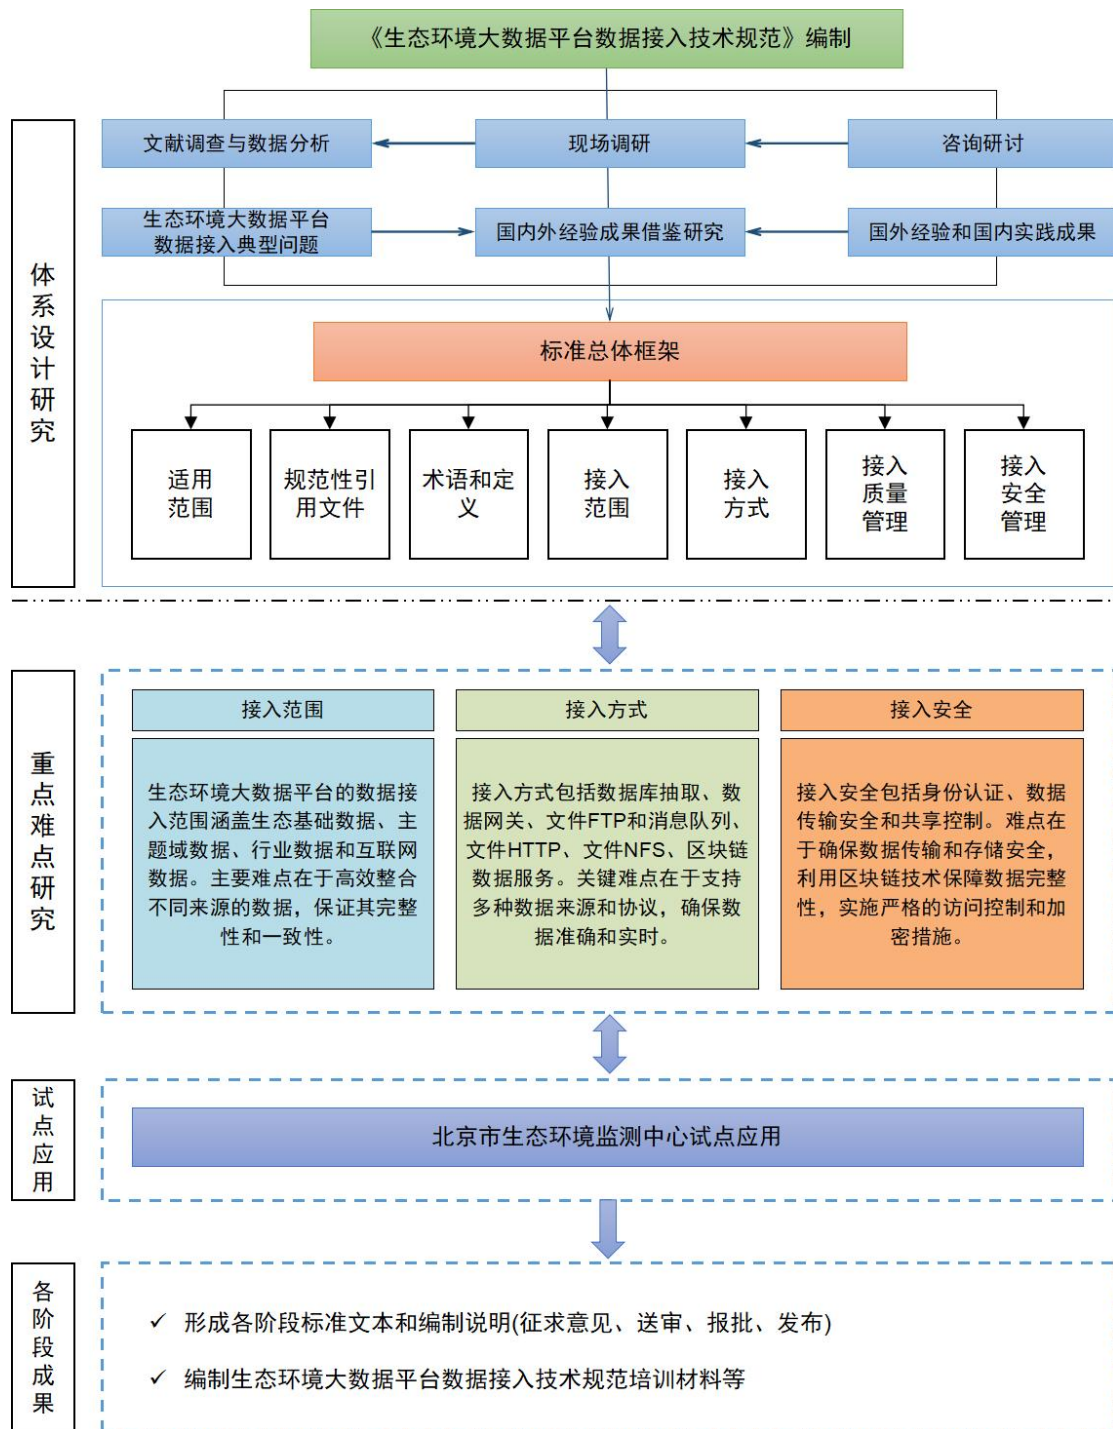 《生态环境大数据平台数据接入技术规范》编制
体系设计研究
文献调查与数据分析
现场调研
咨询研讨
生态环境大数据平台
数据接入典型问题
国内外经验成果借鉴研究
国外经验和国内实践成果
标准总体框架
适用
范围
规范性引
用文件
术语和定
义
接入
范围
接入
方式
接入
质量
管理
接入
安全
管理
重点难点研究
接入范围
生态环境大数据平台的数据接
入范围涵盖生态基础数据、主
题域数据、行业数据和互联网
数据。主要难点在于高效整合
不同来源的数据，保证其完整
性和一致性。
接入方式
接入方式包括数据库抽取、数
据网关、文件FTP和消息队列、
文件HTTP、文件NFS、区块链
数据服务。关键难点在于支持
多种数据来源和协议，确保数
据准确和实时。
接入安全
接入安全包括身份认证、数据
传输安全和共享控制。难点在
于确保数据传输和存储安全，
利用区块链技术保障数据完整
性，实施严格的访问控制和加
密措施。
试点应用
北京市生态环境监测中心试点应用
各阶段成果
✓ 形成各阶段标准文本和编制说明(征求意见、送审、报批、发布)
✓ 编制生态环境大数据平台数据接入技术规范培训材料等